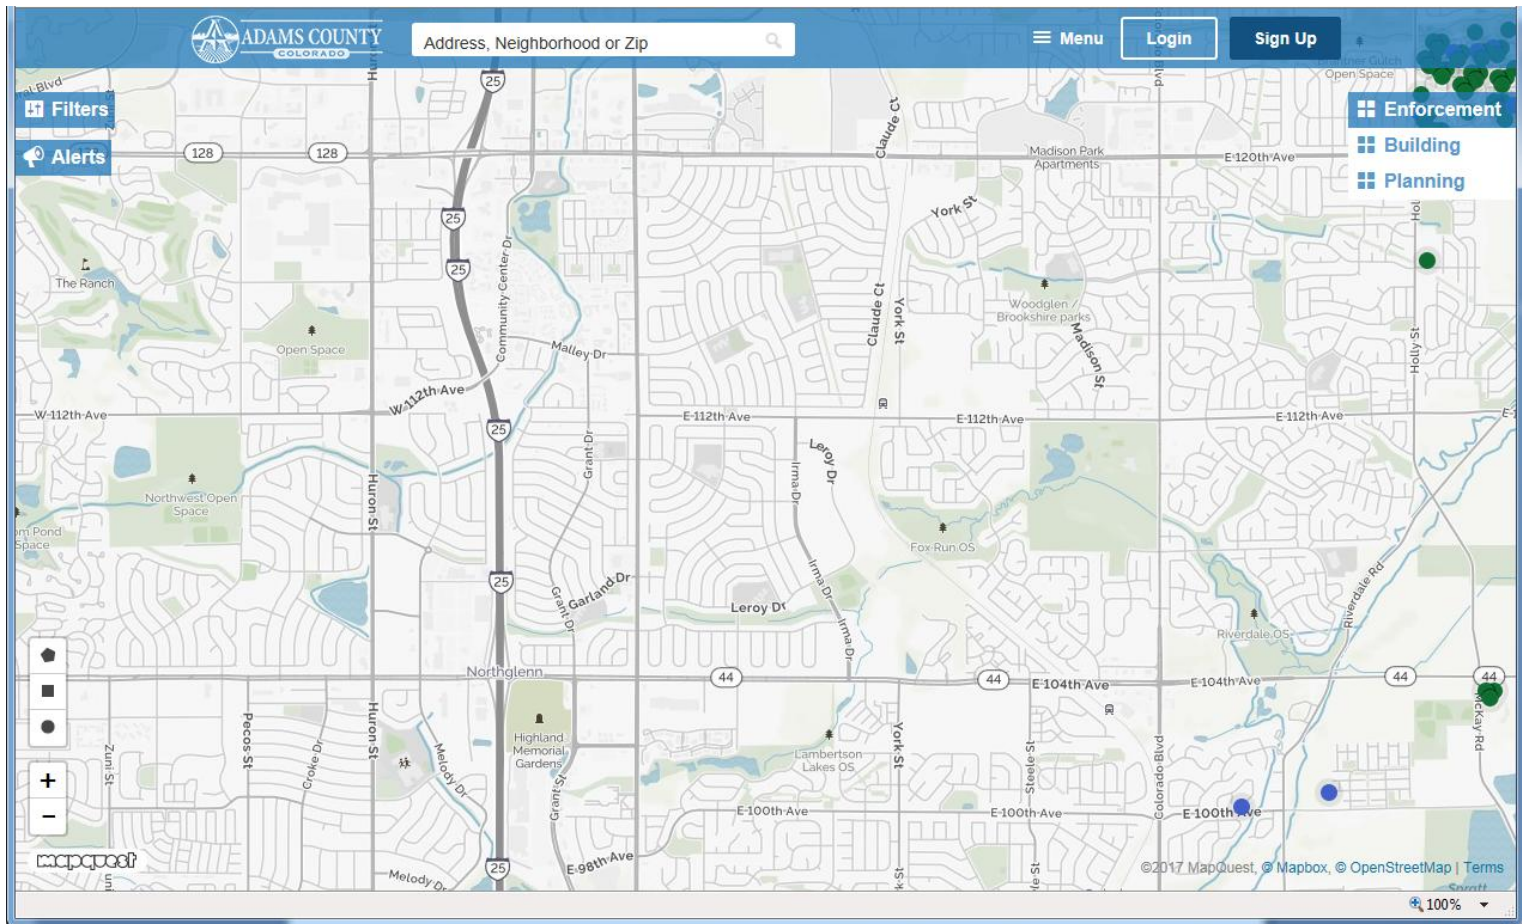 ADAMS COUNTY
COLORADO
Address, Neighborhood or Zip
Menu
Login
Sign Up
Open Space
Filters
Alerts
Enforcement
Building
Planning
25
128
128
Claude Ct
Madison Park
Apartments
E 120th Ave
York St
25
25
The Ranch
Community Center Dr
Open Space
Malley Dr
Claude Ct
York St
Woodglen /
Brookshire parks
Madison St
Holly St
W 112th Ave
W 112th Ave
25
E 112th Ave
E 112th Ave
E 112th Ave
Grant Dr
Leroy Dr
Irma Dr
Huron St
Northwest Open
Space
Fox Run OS
25
Garland Dr
Grant Dr
Leroy Dr
Irma Dr
Irma Dr
Riverdale Rd
Riverdale OS
Northglenn
44
44
E 104th Ave
E 104th Ave
44
44
McKay Rd
Highland
Memorial
Gardens
Zuni St
Pecos St
Croke Dr
Huron St
Melody Dr
Grant St
Lambertson
Lakes OS
York St
Steele St
Colorado Blvd
+
−
E 100th Ave
E 100th Ave
E 100th Ave
mapquest
25
E 98th Ave
Melody Dr
©2017 MapQuest, © Mapbox, © OpenStreetMap | Terms
100%